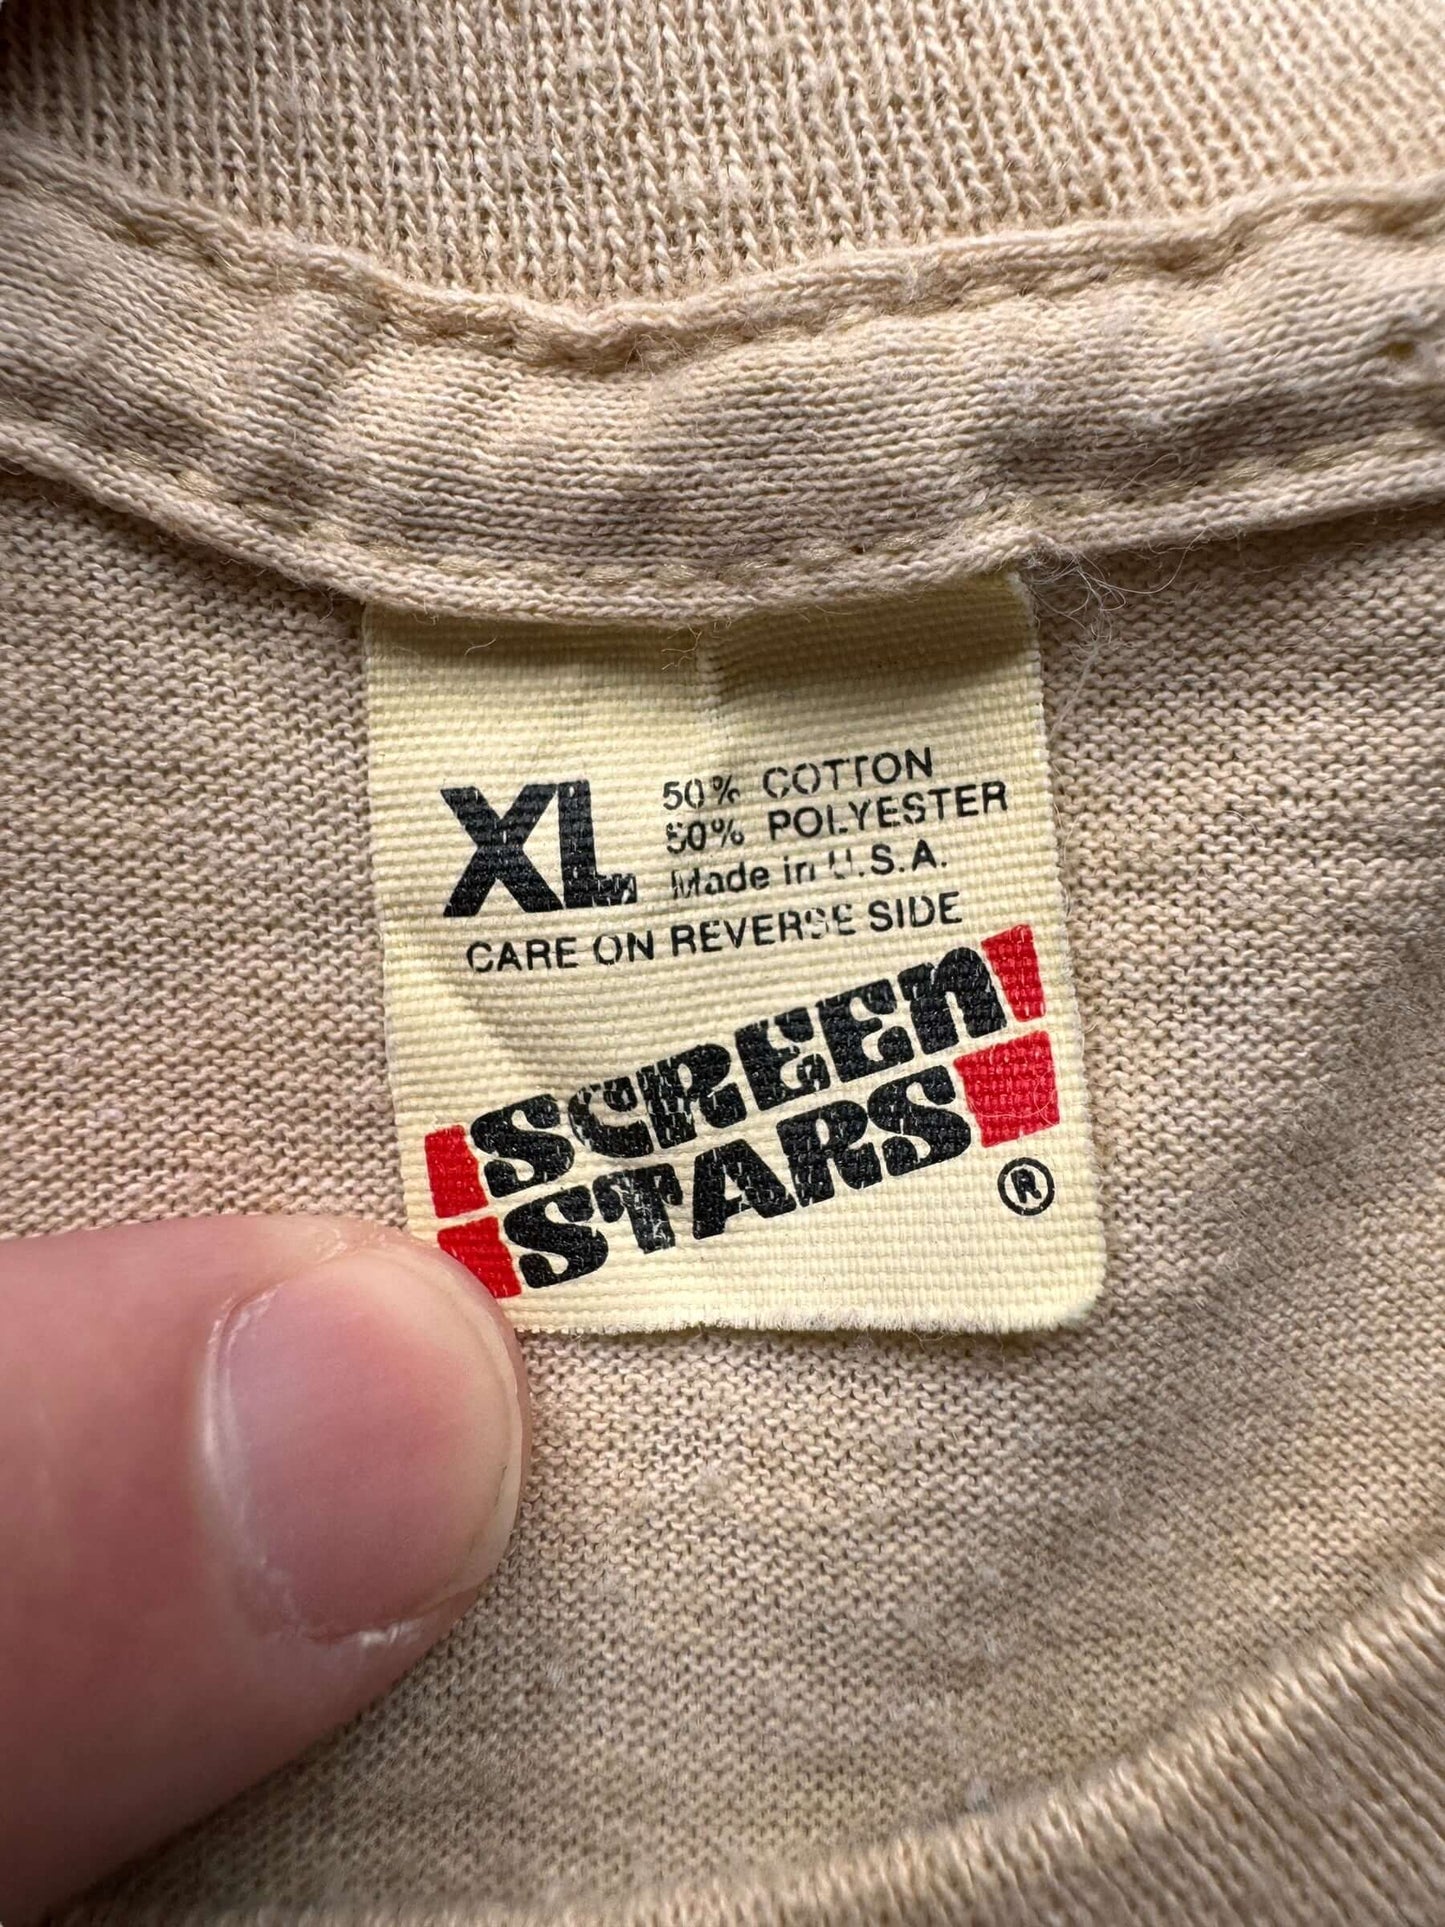 XL
50% COTTON
50% POLYESTER
Made in U.S.A.
CARE ON REVERSE SIDE
SCREEN
STARS
®